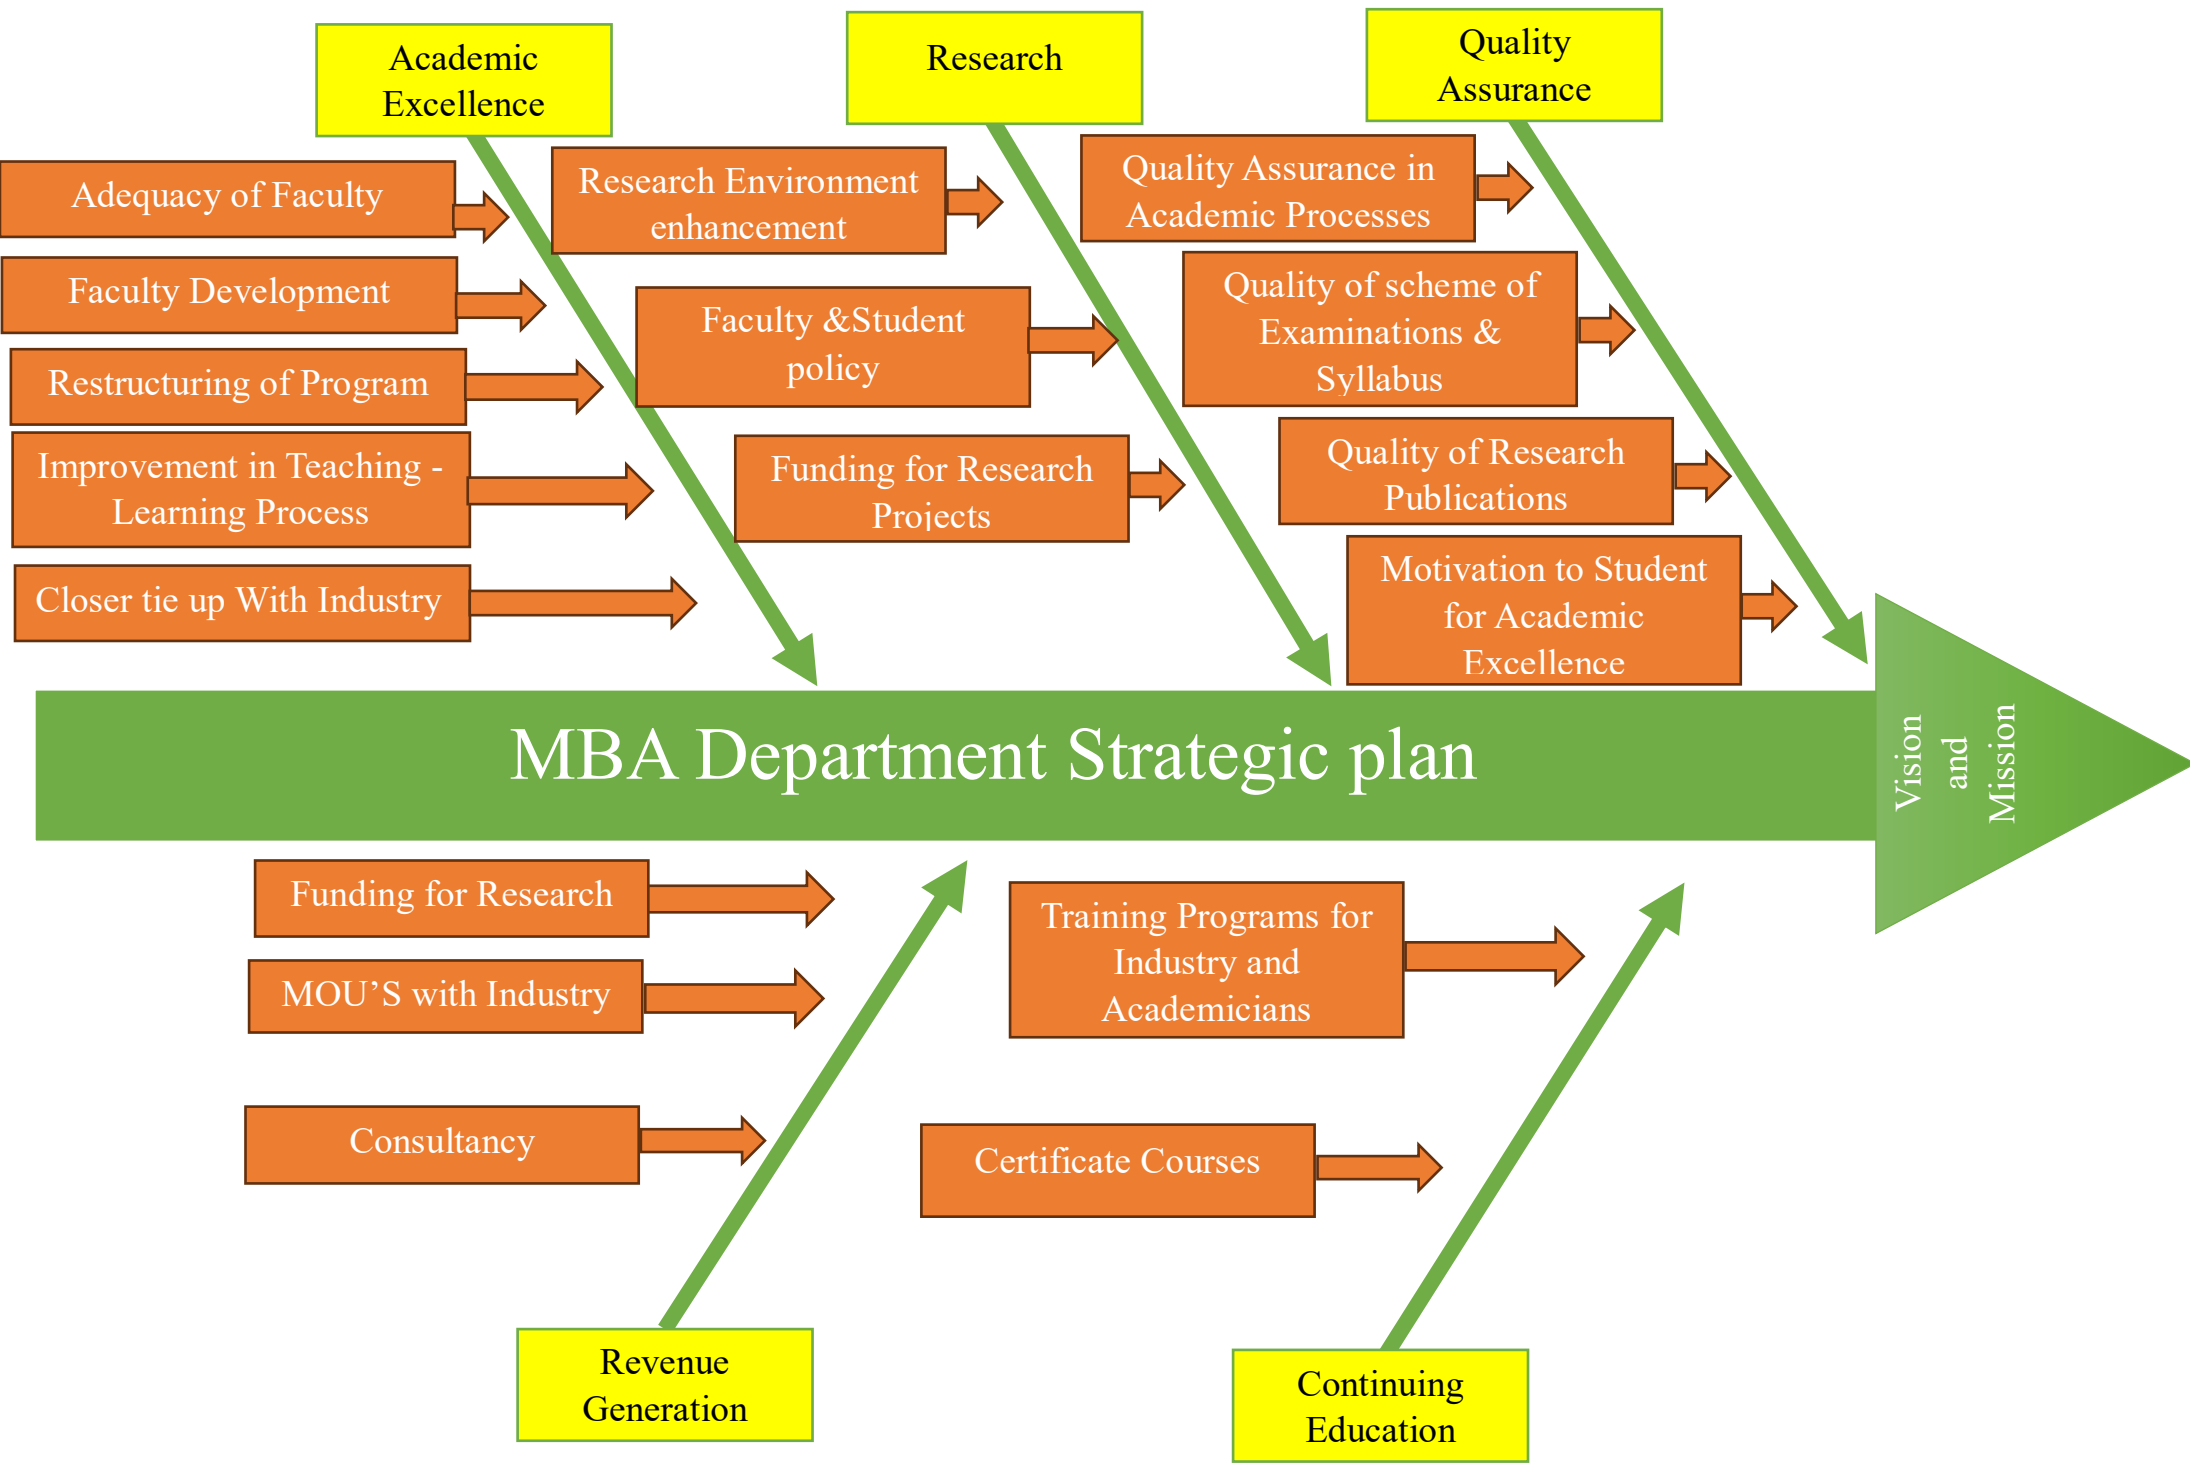 Academic
Excellence
Research
Quality
Assurance
Adequacy of Faculty
Faculty Development
Restructuring of Program
Improvement in Teaching -
Learning Process
Closer tie up With Industry
Research Environment
enhancement
Faculty &Student
policy
Funding for Research
Projects
Quality Assurance in
Academic Processes
Quality of scheme of
Examinations &
Syllabus
Quality of Research
Publications
Motivation to Student
for Academic
Excellence
MBA Department Strategic plan
Vision
and
Mission
Funding for Research
MOU’S with Industry
Consultancy
Training Programs for
Industry and
Academicians
Certificate Courses
Revenue
Generation
Continuing
Education